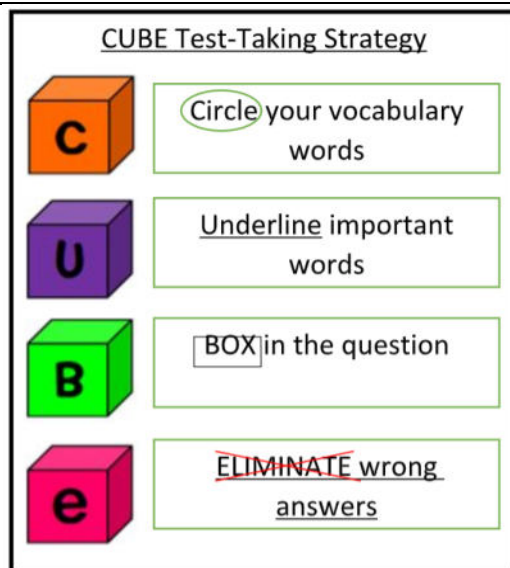 CUBE Test-Taking Strategy
C
Circle your vocabulary
words
U
Underline important
words
B
BOX in the question
e
ELIMINATE wrong
answers